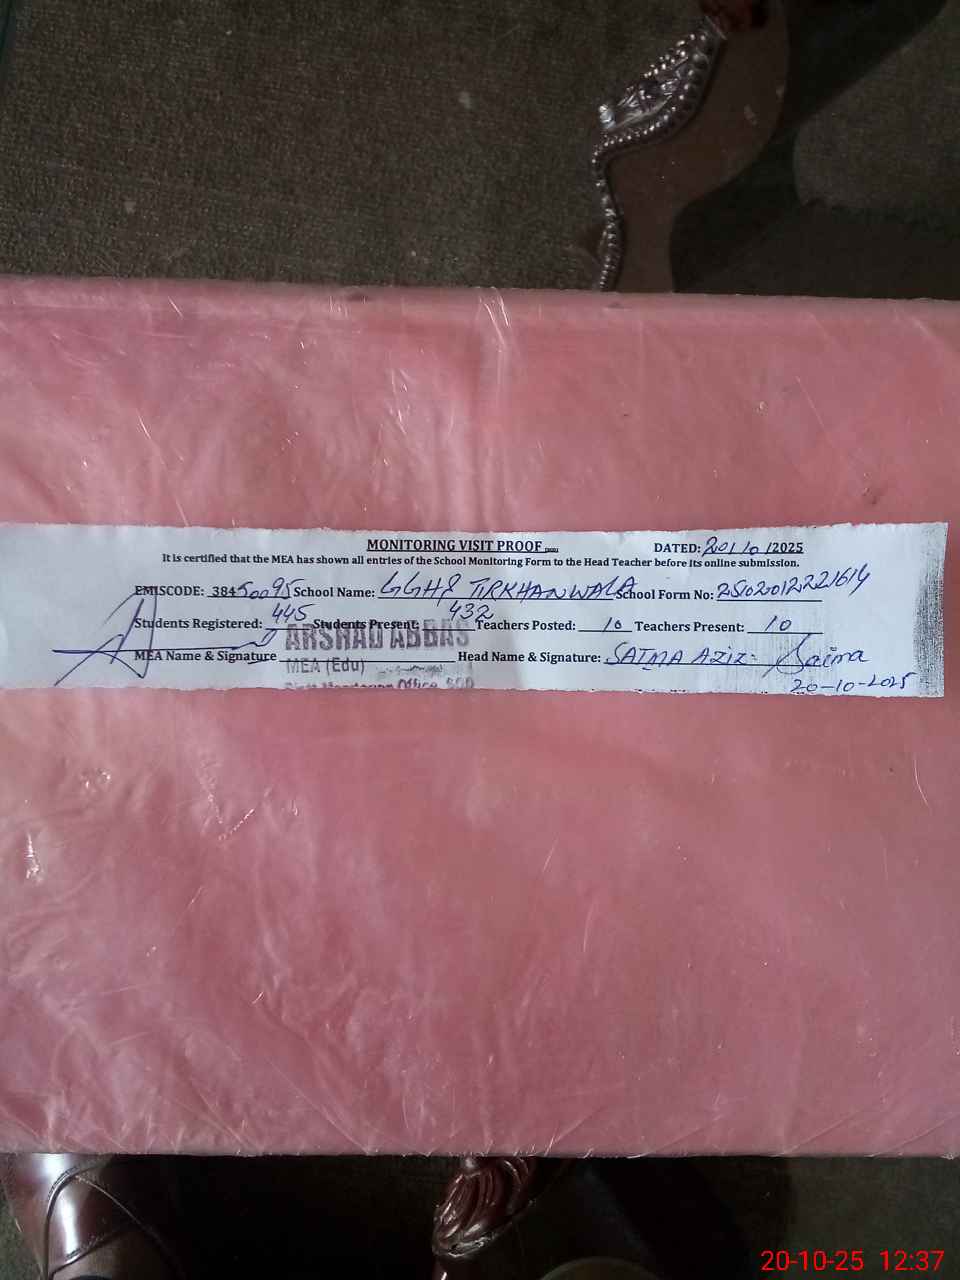 MONITORING VISIT PROOF DATED: 20/10/2025
It is certified that the MEA has shown all entries of the School Monitoring Form to the Head Teacher before its online submission.
EMISCODE: 38450095 School Name: GGHS TIRKHANWALA School Form No: 25102012221614
Students Registered: 445 Students Present: 432 Teachers Posted: 10 Teachers Present: 10
ARSHAD ABBAS
MEA Name & Signature Head Name & Signature: SAIMA AZIZ Saima
MEA (Edu)
20-10-2025
20-10-25 12:37